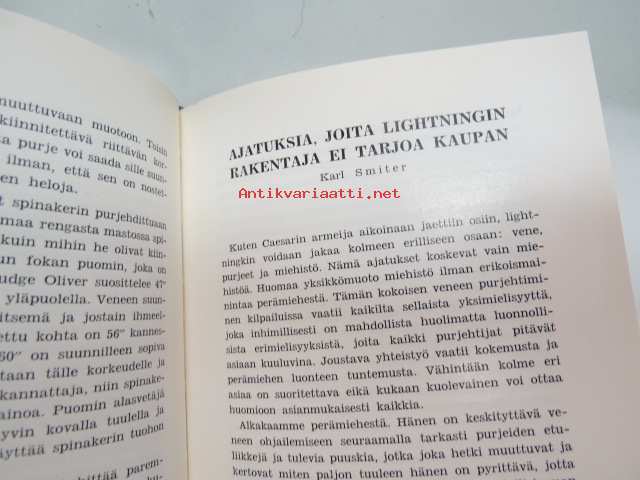 muuttuvaan muotoon. Toisin
kiinnitettävä riittävän kor-
a purje voi saada sille suun-
ilman, että sen on nostet-
en heloja.
t spinakerin purjehdittuaan
maa rengasta mastossa spi-
kuin mihin he olivat kiin-
un fokan puomin, joka on
udge Oliver suosittelee 47"
yläpuolella. Veneen suun-
itsemä ja jostain ihmeel-
ettu kohta on 56" kannes-
60" on suunnilleen sopiva
taan tälle korkeudelle ja
kannattaja, niin spinake-
ainoa. Puomin alasvetäjä
yvin kovalla tuulella ja
äyttää spinakerin tuohon
hittää parem-
AJATUKSIA, JOITA LIGHTNINGIN
RAKENTAJA EI TARJOA KAUPAN
Karl Smiter
Antikvariaatti.net
Kuten Caesarin armeija aikoinaan jaettiin osiin, light-
ningkin voidaan jakaa kolmeen erilliseen osaan: vene,
purjeet ja miehistö. Nämä ajatukset koskevat vain mie-
histöä. Huomaa yksikkömuoto miehistö ilman erikoismai-
nintaa perämiehestä. Tämän kokoisen veneen purjehtimi-
nen kilpailuissa vaatii kaikilta sellaista yksimielisyyttä,
joka inhimillisesti on mahdollista huolimatta luonnolli-
sista erimielisyyksistä, joita kaikki purjehtijat pitävät
asiaan kuuluvina. Joustava yhteistyö vaatii kokemusta ja
perämiehen luonteen tuntemusta. Vähintään kolme eri
asiaa on suoritettava eikä kukaan kuolevainen voi ottaa
huomioon asianmukaisesti kaikkia.
Alkakaamme perämiehestä. Hänen on keskityttävä ve-
neen ohjailemiseen seuraamalla tarkasti purjeiden etu-
liikkejä ja tulevia puuskia, jotka joka hetki muuttuvat ja
kertovat miten paljon tuuleen hänen on pyrittävä, jotta